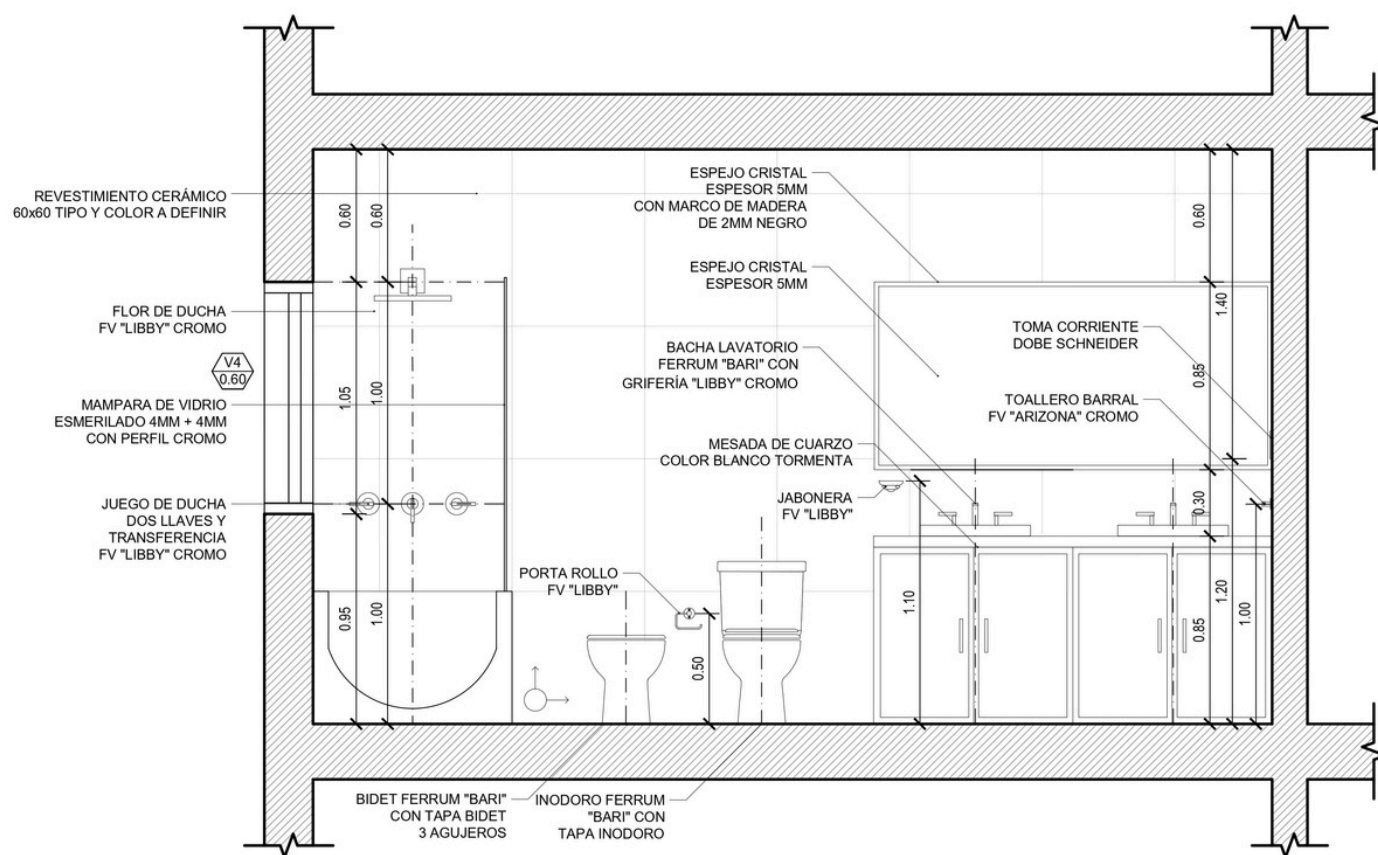 REVESTIMIENTO CERÁMICO
60x60 TIPO Y COLOR A DEFINIR
FLOR DE DUCHA
FV "LIBBY" CROMO
V4
0.60
MAMPARA DE VIDRIO
ESMERILADO 4MM + 4MM
CON PERFIL CROMO
JUEGO DE DUCHA
DOS LLAVES Y
TRANSFERENCIA
FV "LIBBY" CROMO
0.60
1.05
0.95
0.60
1.00
1.00
ESPEJO CRISTAL
ESPESOR 5MM
CON MARCO DE MADERA
DE 2MM NEGRO
ESPEJO CRISTAL
ESPESOR 5MM
BACHA LAVATORIO
FERRUM "BARI" CON
GRIFERÍA "LIBBY" CROMO
MESADA DE CUARZO
COLOR BLANCO TORMENTA
JABONERA
FV "LIBBY"
PORTA ROLLO
FV "LIBBY"
0.50
1.10
TOMA CORRIENTE
DOBE SCHNEIDER
TOALLERO BARRAL
FV "ARIZONA" CROMO
0.60
0.85
0.30
0.85
1.40
1.20
1.00
BIDET FERRUM "BARI"
CON TAPA BIDET
3 AGUJEROS
INODORO FERRUM
"BARI" CON
TAPA INODORO